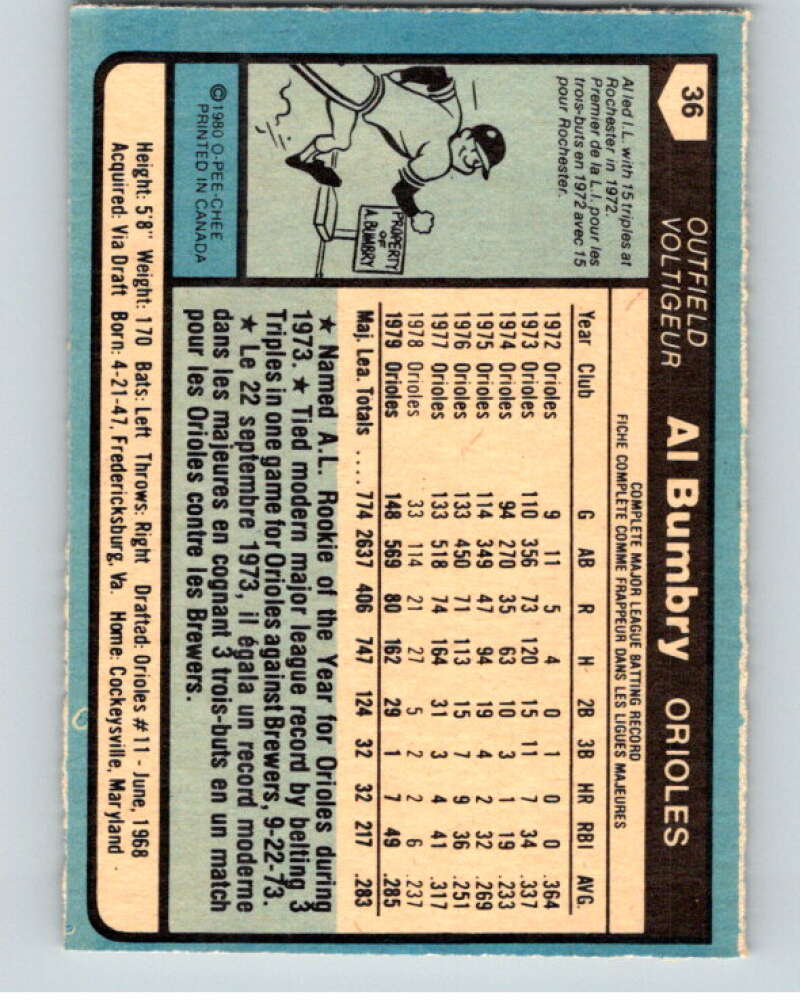 36
OUTFIELD
VOLTIGEUR
Al Bumbry ORIOLES
Al led I.L. with 15 triples at
Rochester in 1972.
Premier de la L.I. pour les
trois-buts en 1972 avec 15
pour Rochester.
PROPERTY
OF
A. BUMBRY
©1980 O-PEE-CHEE
PRINTED IN CANADA
COMPLETE MAJOR LEAGUE BATTING RECORD
FICHE COMPLÈTE COMME FRAPPEUR DANS LES LIGUES MAJEURES
Year Club G AB R H 2B 3B HR RBI AVG.
1972 Orioles 9 11 5 4 0 1 0 0 .364
1973 Orioles 110 356 73 120 15 11 7 34 .337
1974 Orioles 94 270 35 63 10 3 1 19 .233
1975 Orioles 114 349 47 94 19 4 2 32 .269
1976 Orioles 133 450 71 113 15 7 9 36 .251
1977 Orioles 133 518 74 164 31 3 4 41 .317
1978 Orioles 33 114 21 27 5 2 2 6 .237
1979 Orioles 148 569 80 162 29 1 7 49 .285
Maj. Lea. Totals .... 774 2637 406 747 124 32 32 217 .283
★ Named A.L. Rookie of the Year for Orioles during
1973. ★ Tied modern major league record by belting 3
Triples in one game for Orioles against Brewers, 9-22-73.
★ Le 22 septembre 1973, il égala un record moderne
dans les majeures en cognant 3 trois-buts en un match
pour les Orioles contre les Brewers.
Height: 5'8" Weight: 170 Bats: Left Throws: Right Drafted: Orioles #11 - June, 1968
Acquired: Via Draft Born: 4-21-47, Fredericksburg, Va. Home: Cockeysville, Maryland